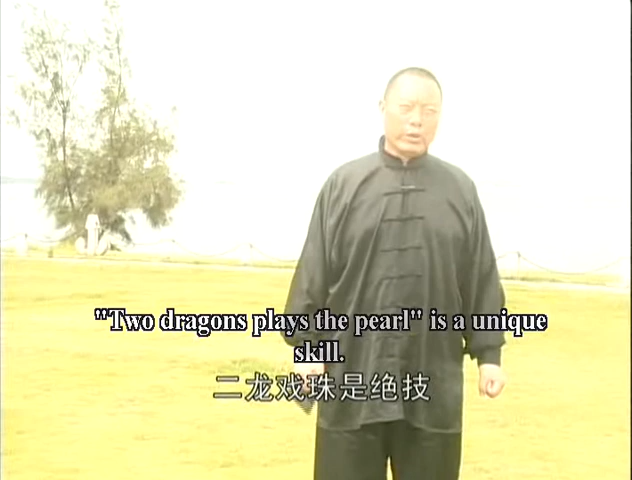 "Two dragons plays the pearl" is a unique
skill.
二龙戏珠是绝技